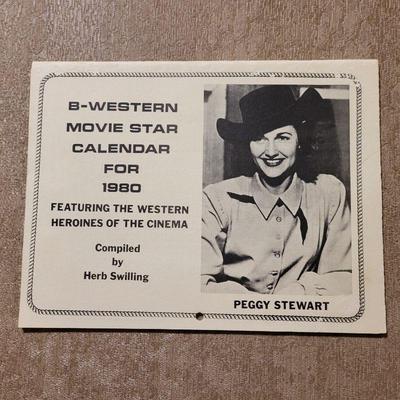 B-WESTERN
MOVIE STAR
CALENDAR
FOR
1980
FEATURING THE WESTERN
HEROINES OF THE CINEMA
Compiled
by
Herb Swilling
PEGGY STEWART